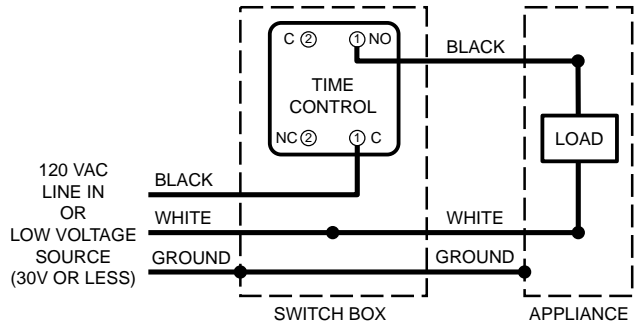 C ② ① NO
BLACK
TIME
CONTROL
NC ② ① C
LOAD
120 VAC
LINE IN
OR
LOW VOLTAGE
SOURCE
(30V OR LESS)
BLACK
WHITE
WHITE
GROUND
GROUND
SWITCH BOX
APPLIANCE